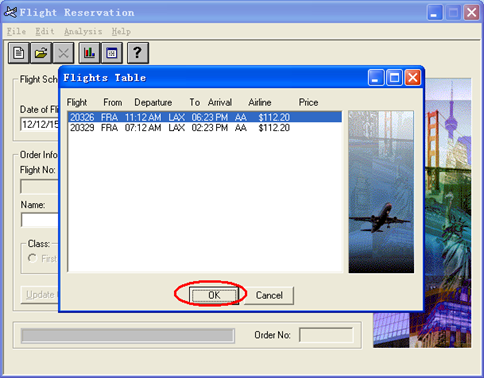 Flight Reservation
File Edit Analysis Help
Flights Table
Flight From Departure To Arrival Airline Price
20326 FRA 11:12 AM LAX 06:23 PM AA $112.20
20329 FRA 07:12 AM LAX 02:23 PM AA $112.20
OK Cancel
Flight Sch
Date of Fli
12/12/15
Order Info
Flight No:
Name:
Class:
First
Update
Order No: